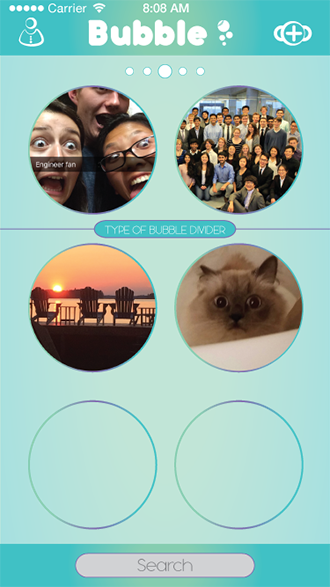 Carrier 8:08 AM
Bubble
Engineer fan
TYPE OF BUBBLE DIVIDER
Search